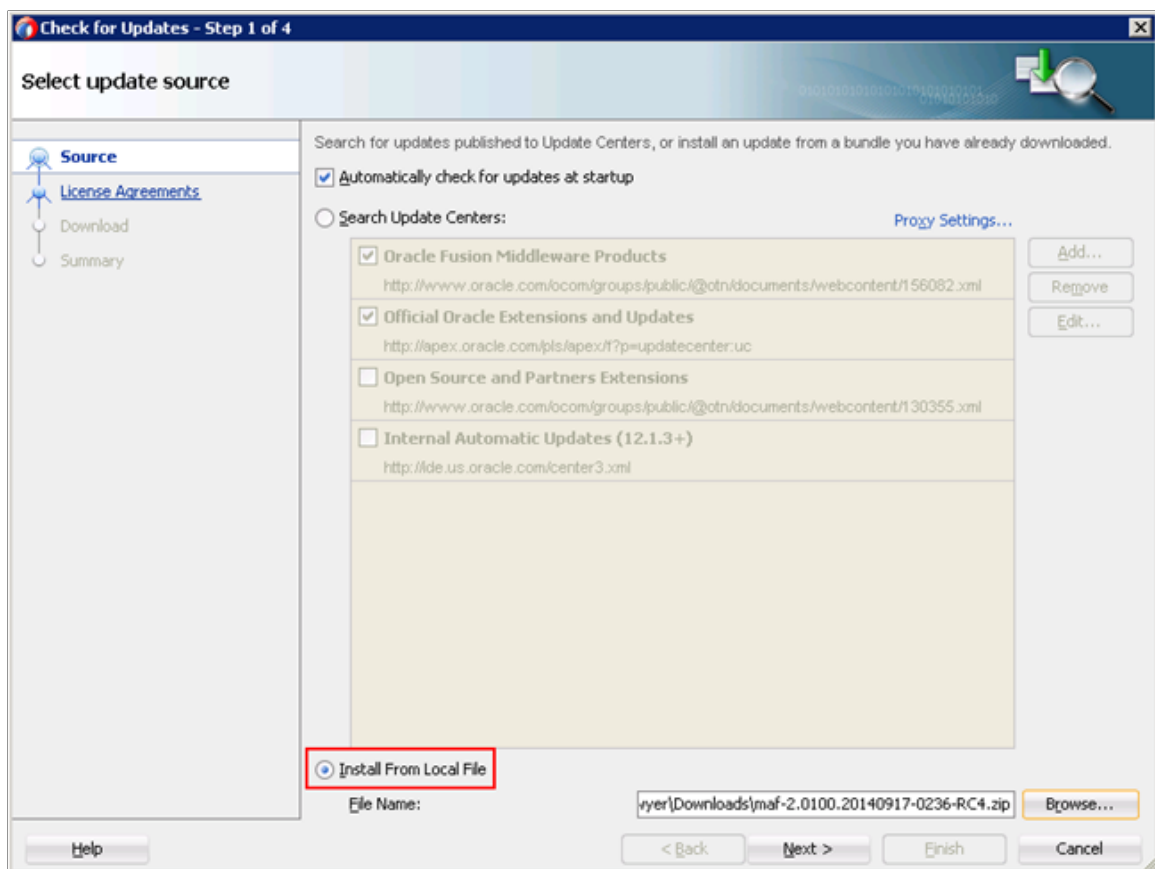 Check for Updates - Step 1 of 4
Select update source
Source
License Agreements
Download
Summary
Search for updates published to Update Centers, or install an update from a bundle you have already downloaded.
Automatically check for updates at startup
Search Update Centers:
Proxy Settings...
Oracle Fusion Middleware Products
http://www.oracle.com/ocom/groups/public/@otn/documents/webcontent/156082.xml
Official Oracle Extensions and Updates
http://apex.oracle.com/pls/apex/f?p=updatecenter:uc
Open Source and Partners Extensions
http://www.oracle.com/ocom/groups/public/@otn/documents/webcontent/130355.xml
Internal Automatic Updates (12.1.3+)
http://ide.us.oracle.com/center3.xml
Add...
Remove
Edit...
Install From Local File
File Name:
yer\Downloads\maf-2.0100.20140917-0236-RC4.zip
Browse...
Help
< Back
Next >
Finish
Cancel